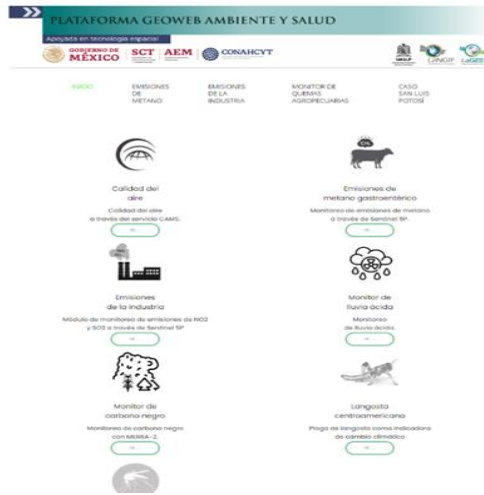 PLATAFORMA GEOWEB AMBIENTE Y SALUD
Apoyada en tecnología espacial
GOBIERNO DE
MÉXICO
SCT
AEM
CONAHCYT
UASLP
LANGIF
INICIO
EMISIONES
DE
METANO
EMISIONES
DE LA
INDUSTRIA
MONITOR DE
QUEMAS
AGROPECUARIAS
CASO
SAN LUIS
POTOSÍ
Calidad del
aire
Calidad del aire
a través del servicio CAMS.
Emisiones de
metano gastroentérico
Monitoreo de emisiones de metano
a través de Sentinel 5P.
Emisiones
de la industria
Módulo de monitoreo de emisiones de NO2
y SO2 a través de Sentinel 5P
Monitor de
lluvia ácida
Monitoreo
de lluvia ácida.
Monitor de
carbono negro
Monitoreo de carbono negro
con MERRA-2.
Langosta
centroamericana
Plaga de langosta como indicadora
de cambio climático